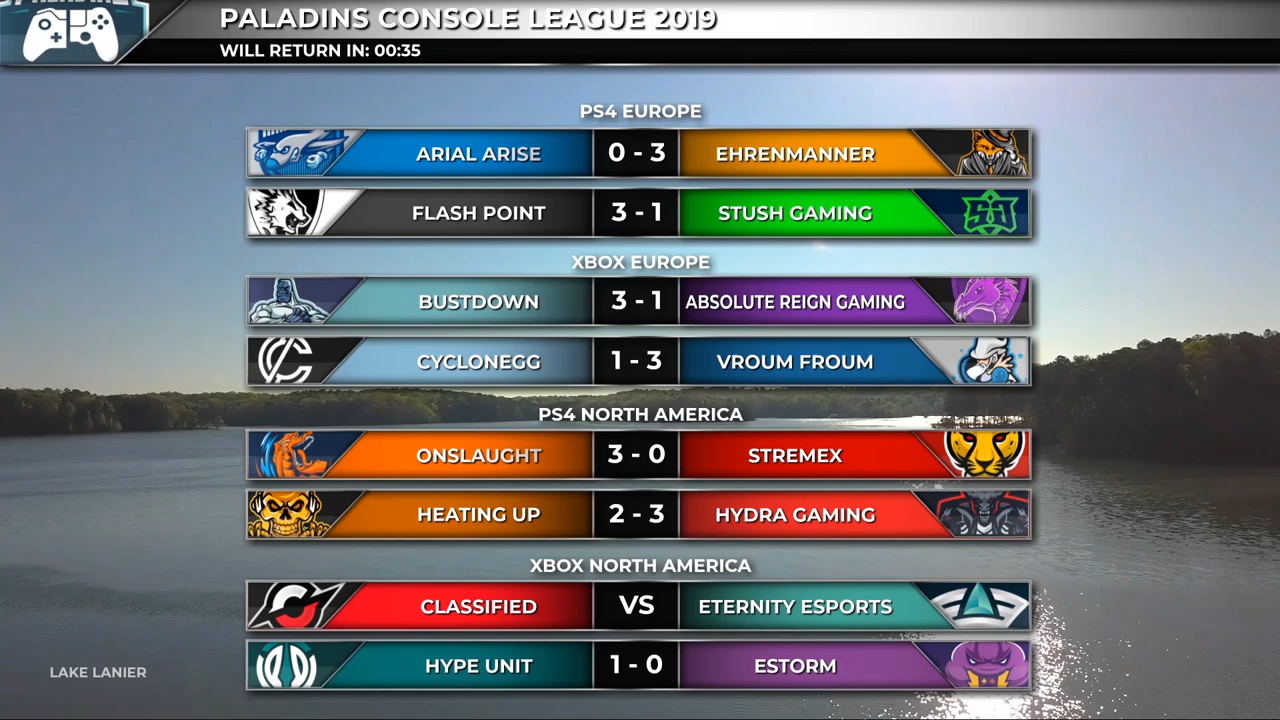 PALADINS CONSOLE LEAGUE 2019
WILL RETURN IN: 00:35
PS4 EUROPE
ARIAL ARISE 0 - 3 EHRENMANNER
FLASH POINT 3 - 1 STUSH GAMING
XBOX EUROPE
BUSTDOWN 3 - 1 ABSOLUTE REIGN GAMING
CYCLONEGG 1 - 3 VROUM FROUM
PS4 NORTH AMERICA
ONSLAUGHT 3 - 0 STREMEX
HEATING UP 2 - 3 HYDRA GAMING
XBOX NORTH AMERICA
CLASSIFIED VS ETERNITY ESPORTS
HYPE UNIT 1 - 0 ESTORM
LAKE LANIER